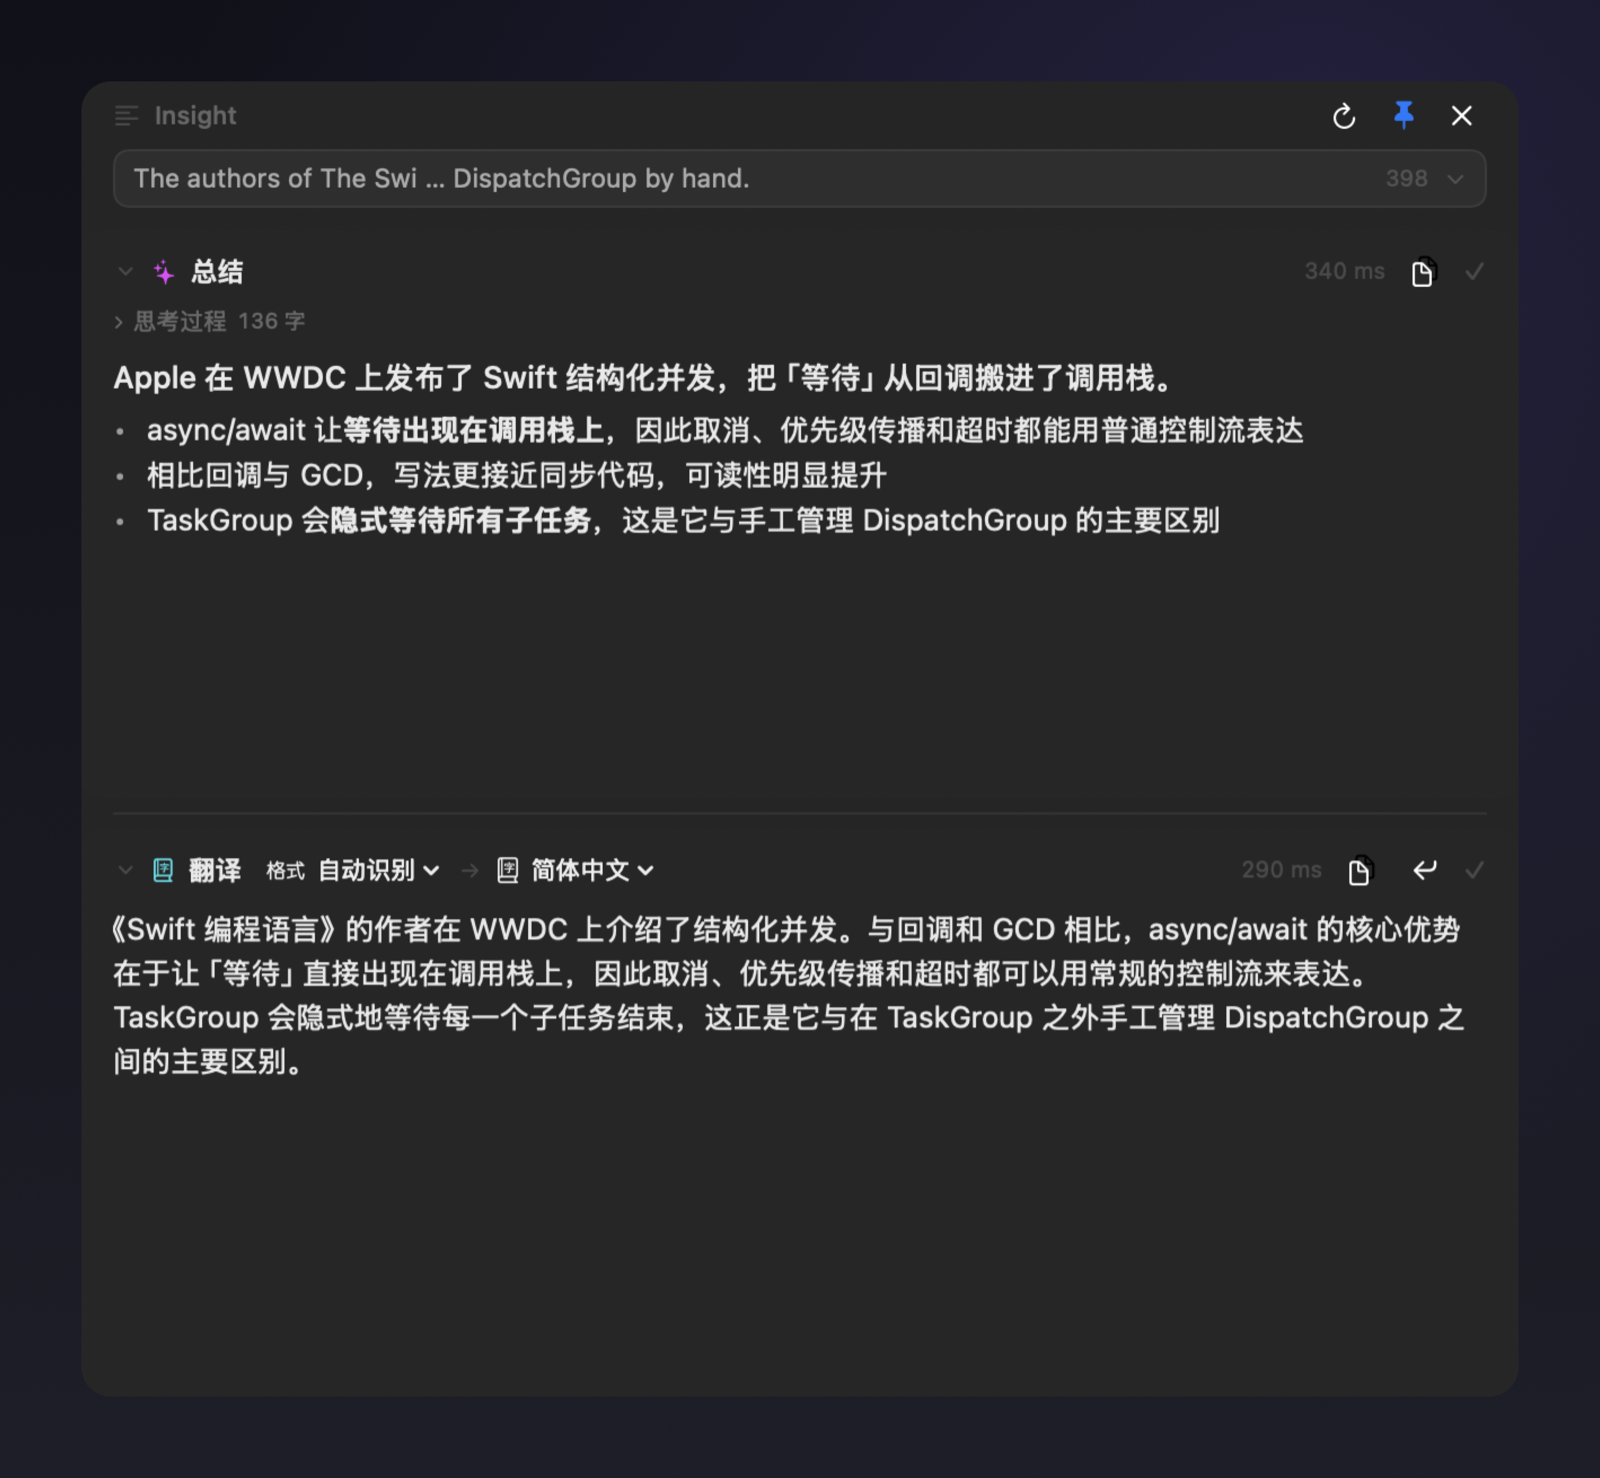 Insight
The authors of The Swi ... DispatchGroup by hand.
398
总结
340 ms
思考过程 136 字
Apple 在 WWDC 上发布了 Swift 结构化并发，把「等待」从回调搬进了调用栈。
• async/await 让等待出现在调用栈上，因此取消、优先级传播和超时都能用普通控制流表达
• 相比回调与 GCD，写法更接近同步代码，可读性明显提升
• TaskGroup 会隐式等待所有子任务，这是它与手工管理 DispatchGroup 的主要区别
翻译 格式 自动识别 → 简体中文
290 ms
《Swift 编程语言》的作者在 WWDC 上介绍了结构化并发。与回调和 GCD 相比，async/await 的核心优势
在于让「等待」直接出现在调用栈上，因此取消、优先级传播和超时都可以用常规的控制流来表达。
TaskGroup 会隐式地等待每一个子任务结束，这正是它与在 TaskGroup 之外手工管理 DispatchGroup 之
间的主要区别。